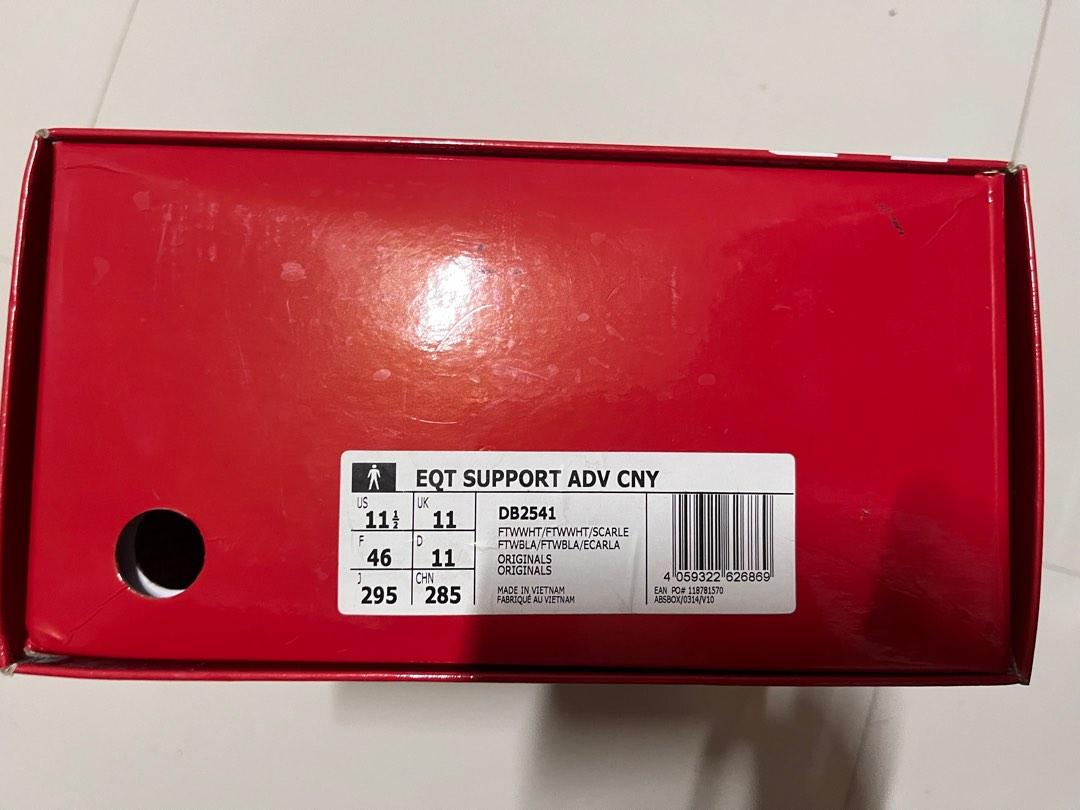 EQT SUPPORT ADV CNY
US 11½ UK 11
F 46 D 11
J 295 CHN 285
DB2541
FTWWHT/FTWWHT/SCARLE
FTWBLA/FTWBLA/ECARLA
ORIGINALS
ORIGINALS
MADE IN VIETNAM
FABRIQUÉ AU VIETNAM
4 059322 626869
EAN PO# 118781570
ABSBOX/0314/V10